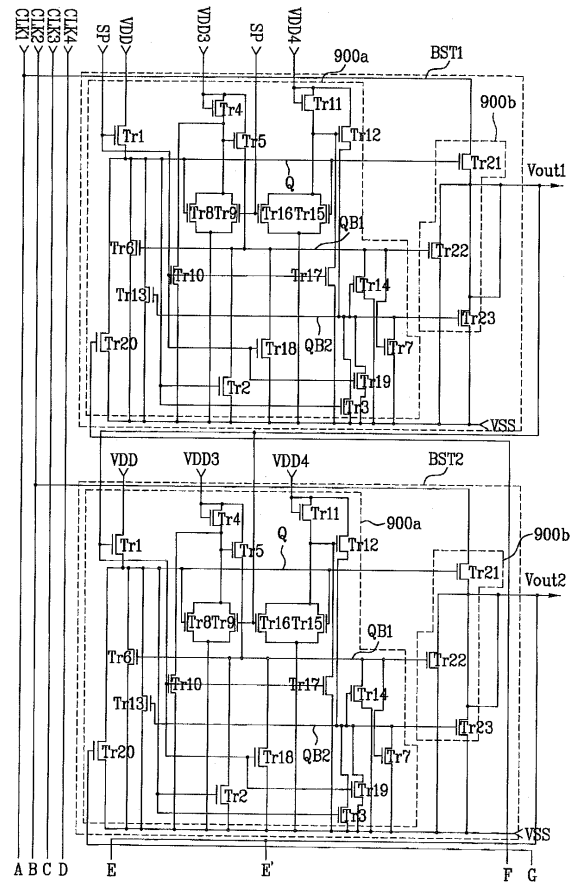 CLK1 CLK2 CLK3 CLK4 SP VDD VDD3 SP VDD4
900a BST1
900b
Tr4 Tr11
Tr1 Tr5 Tr12
Tr21
Q Vout1
Tr8 Tr9 Tr16 Tr15
QB1
Tr6 Tr22
Tr10 Tr17 Tr14
Tr13
QB2 Tr23
Tr20 Tr18 Tr7
Tr2 Tr19
Tr3
VSS
VDD VDD3 VDD4 BST2
900a
Tr4 Tr11
900b
Tr1 Tr5 Tr12
Q Tr21
Vout2
Tr8 Tr9 Tr16 Tr15
QB1
Tr6 Tr22
Tr10 Tr17 Tr14
Tr13
Tr23
Tr20 QB2
Tr18 Tr7
Tr2 Tr19
Tr3
VSS
A B C D E E' F G